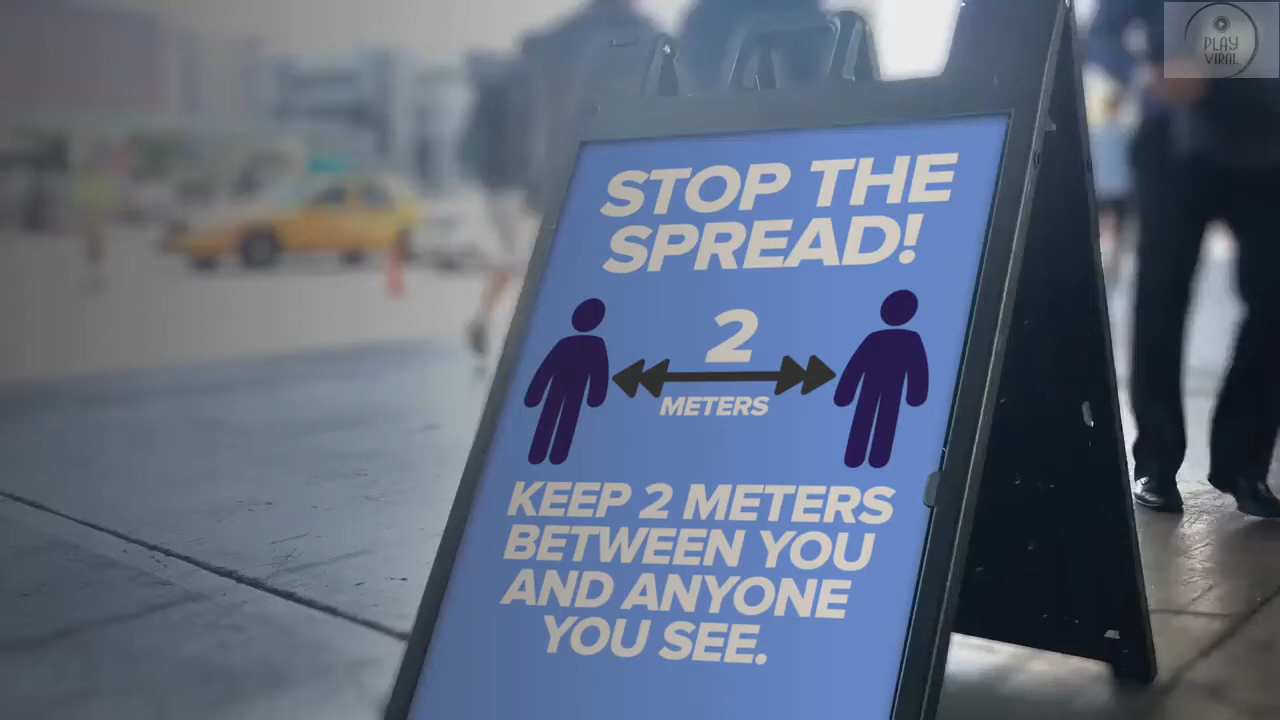 PLAY
VIRAL
STOP THE
SPREAD!
2
METERS
KEEP 2 METERS
BETWEEN YOU
AND ANYONE
YOU SEE.